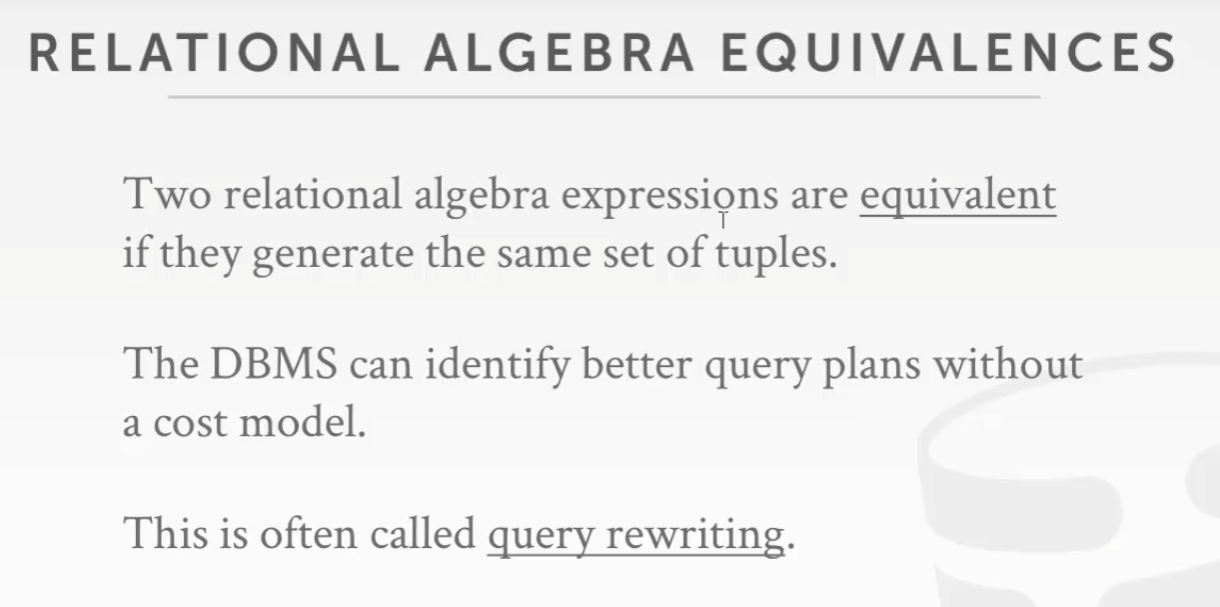 RELATIONAL ALGEBRA EQUIVALENCES
Two relational algebra expressions are equivalent
if they generate the same set of tuples.
The DBMS can identify better query plans without
a cost model.
This is often called query rewriting.